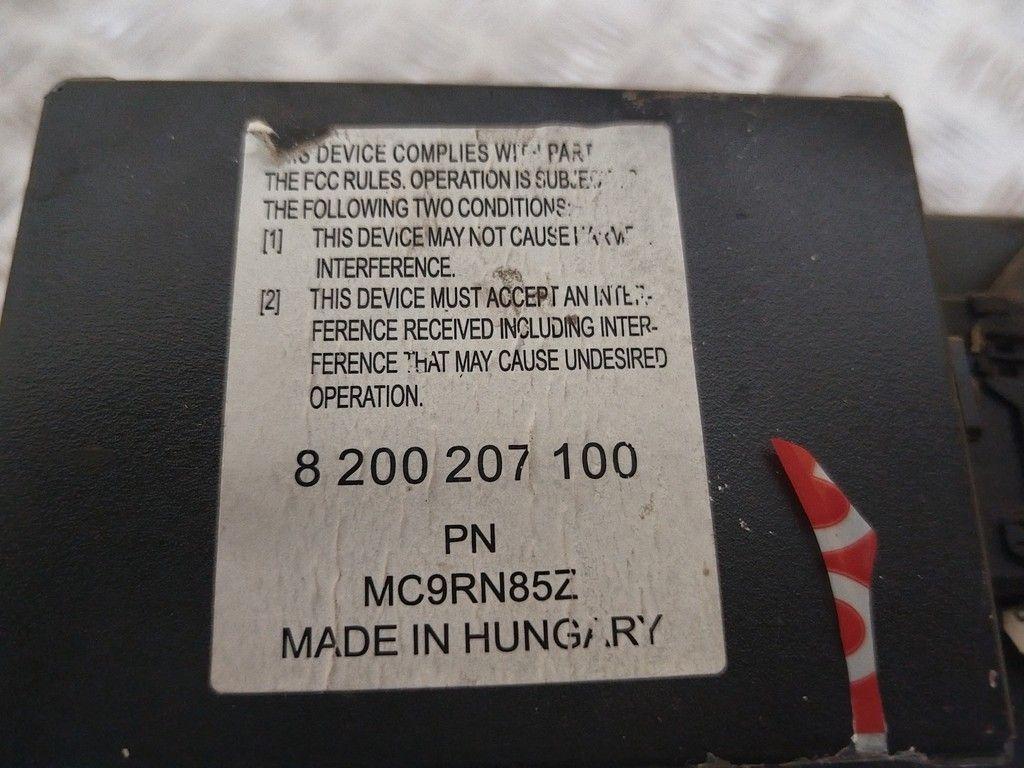 DEVICE COMPLIES WITH PART
THE FCC RULES. OPERATION IS
THE FOLLOWING TWO CONDITIONS:
[1] THIS DEVICE MAY NOT CAUSE
INTERFERENCE.
[2] THIS DEVICE MUST ACCEPT AN INTER-
FERENCE RECEIVED INCLUDING INTER-
FERENCE THAT MAY CAUSE UNDESIRED
OPERATION.
8 200 207 100
PN
MC9RN85Z
MADE IN HUNGARY